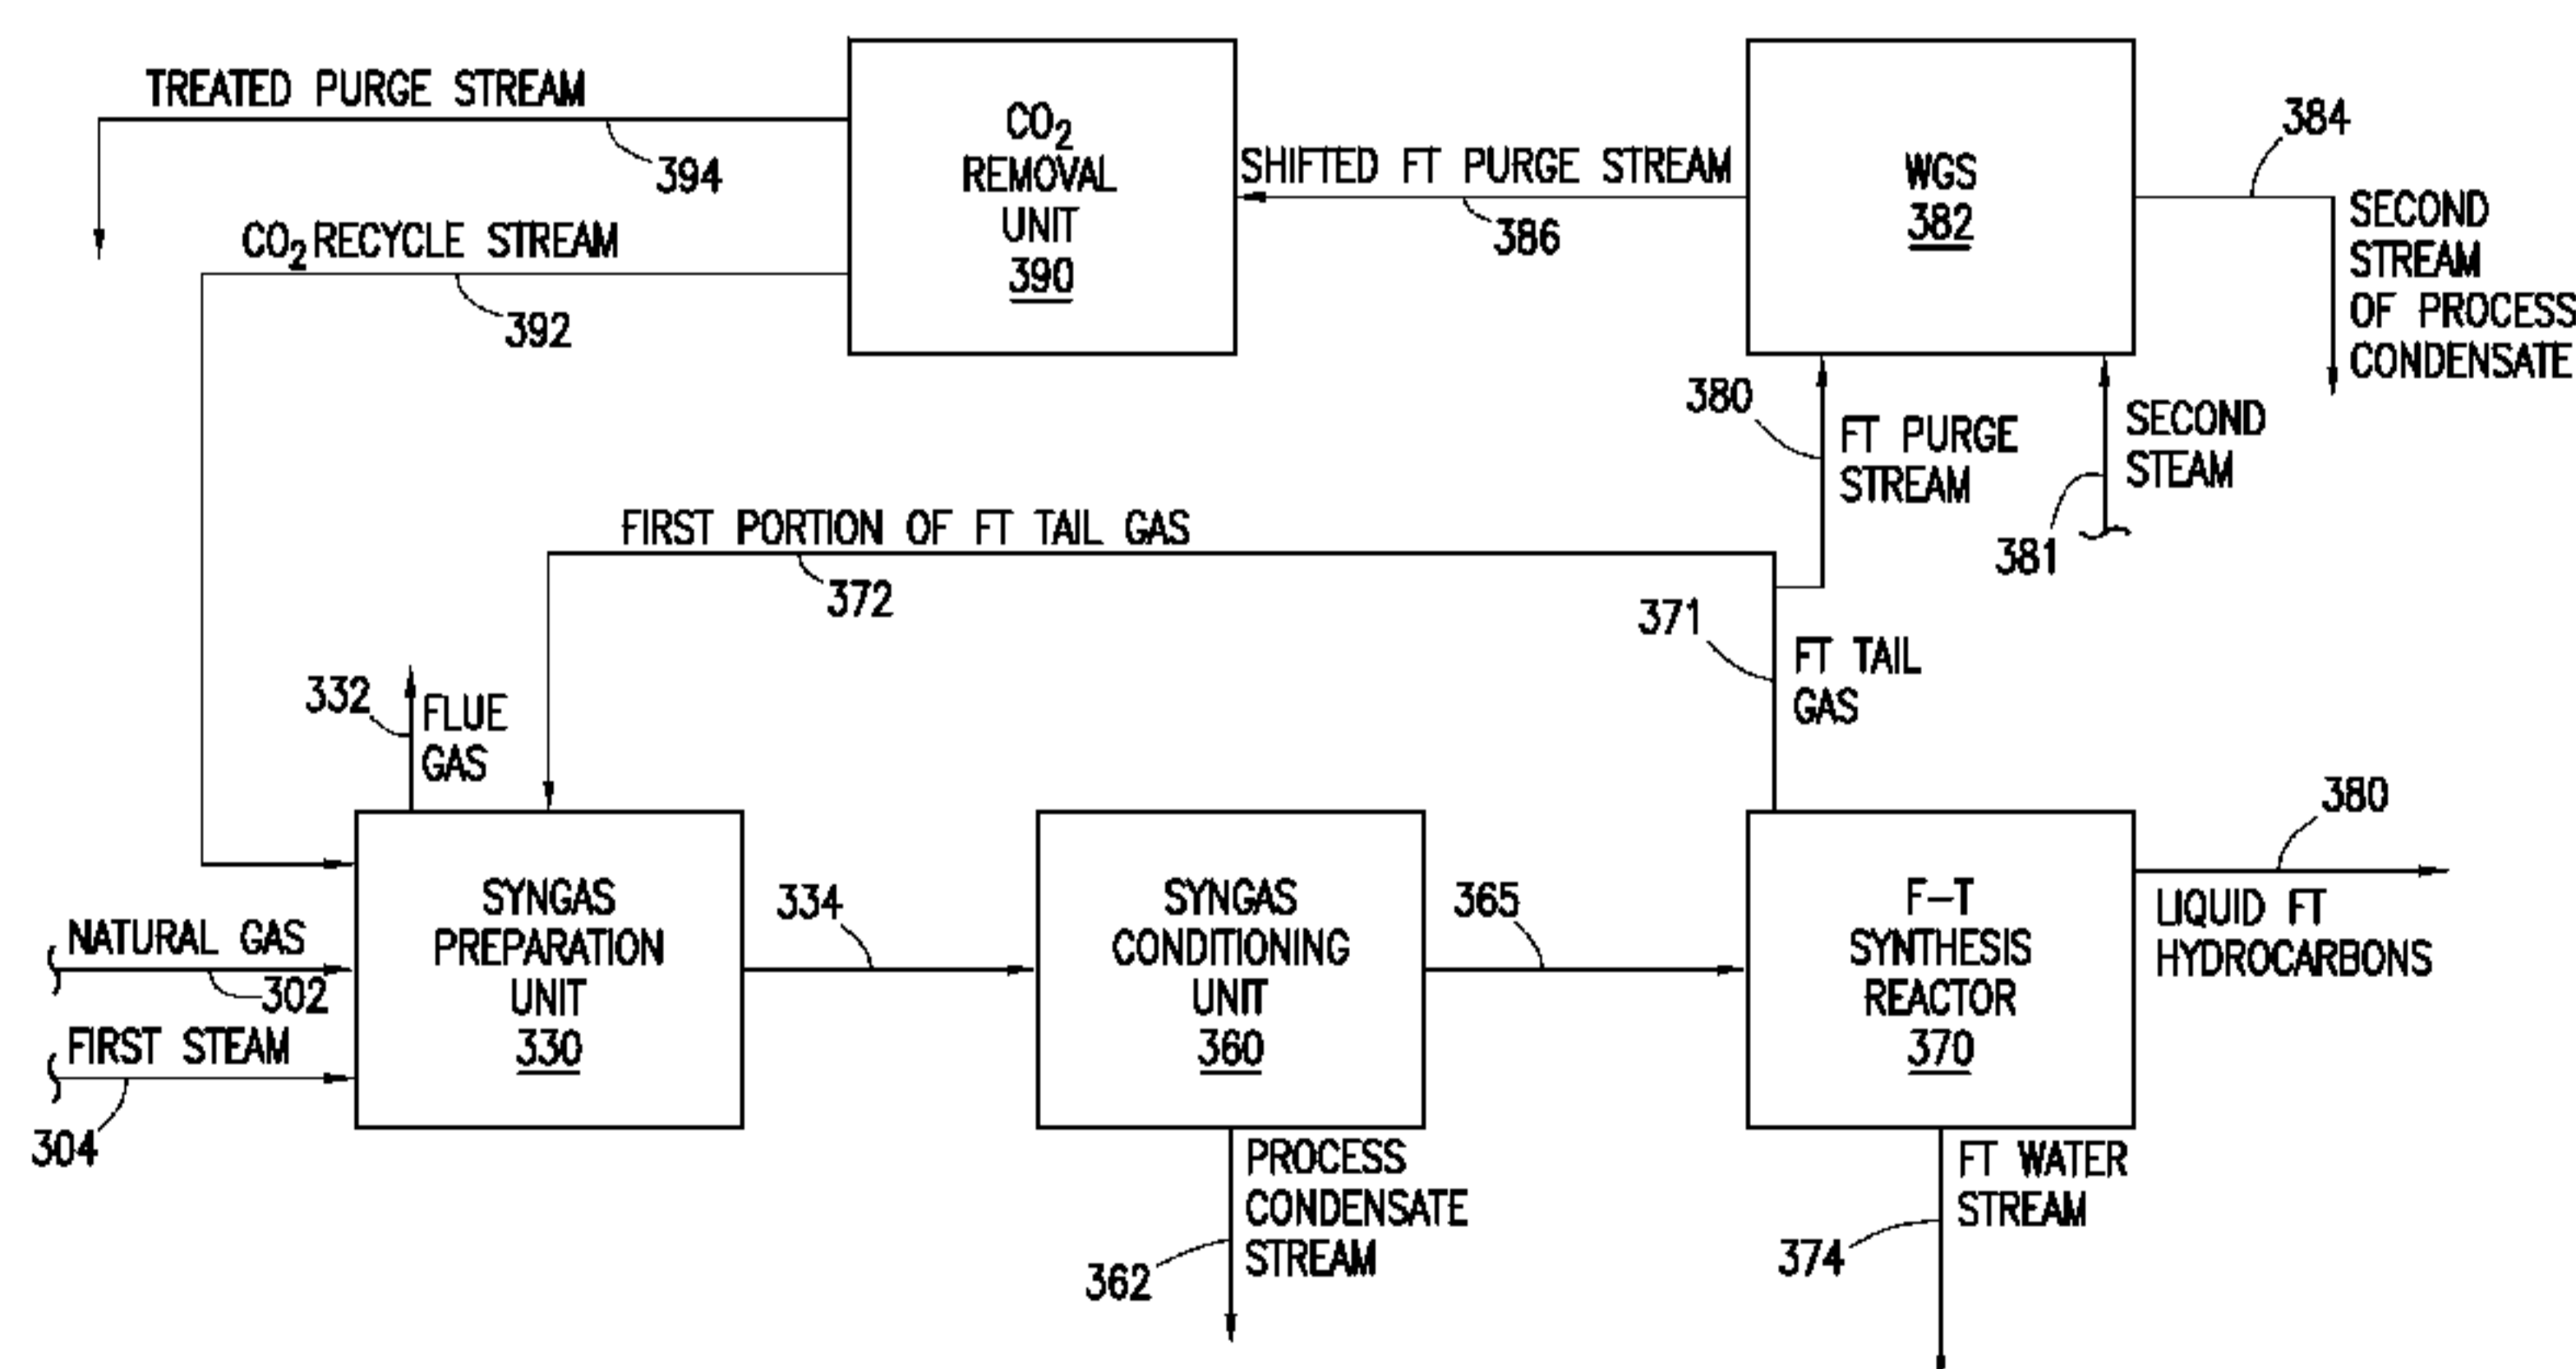 TREATED PURGE STREAM
394
CO2 RECYCLE STREAM
392
CO2
REMOVAL
UNIT
390
SHIFTED FT PURGE STREAM
386
WGS
382
384
SECOND
STREAM
OF PROCESS
CONDENSATE
380
FT PURGE
STREAM
SECOND
STEAM
381
FIRST PORTION OF FT TAIL GAS
372
371
FT TAIL
GAS
332
FLUE
GAS
NATURAL GAS
302
FIRST STEAM
304
SYNGAS
PREPARATION
UNIT
330
334
SYNGAS
CONDITIONING
UNIT
360
365
F-T
SYNTHESIS
REACTOR
370
380
LIQUID FT
HYDROCARBONS
PROCESS
CONDENSATE
STREAM
362
FT WATER
STREAM
374